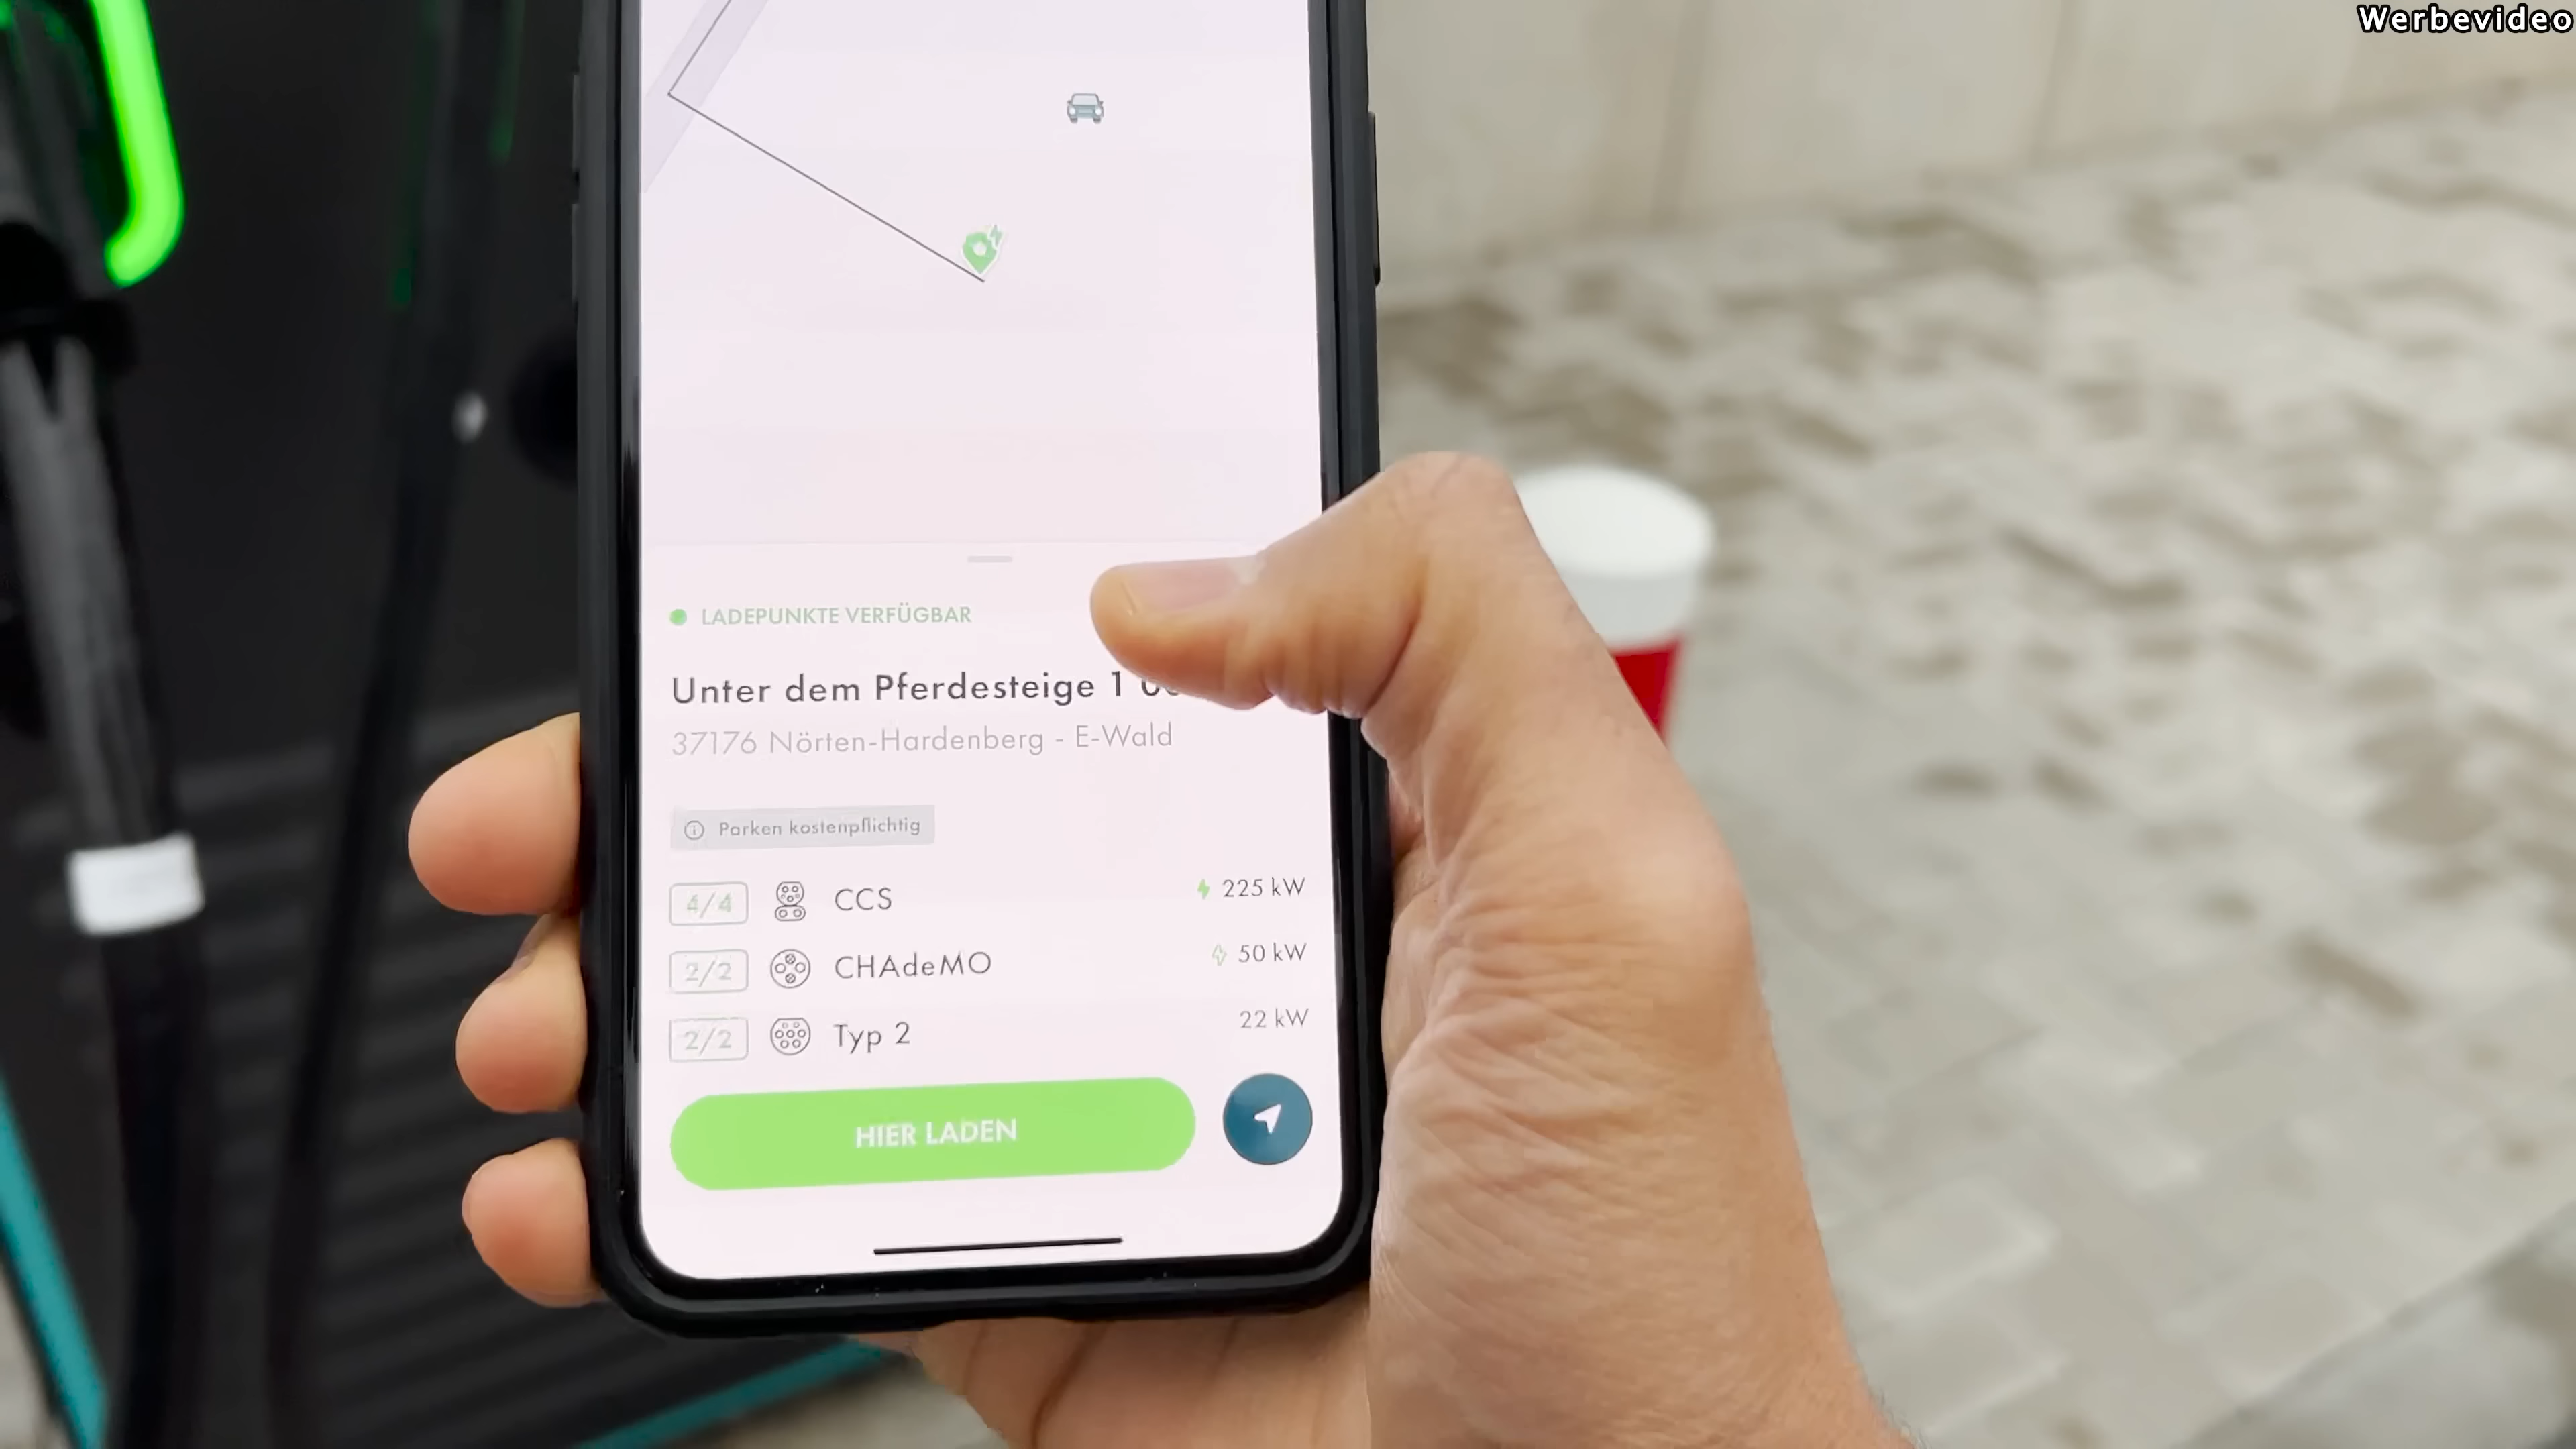 Werbevideo
LADEPUNKTE VERFÜGBAR
Unter dem Pferdesteige 1
37176 Nörten-Hardenberg - E-Wald
Parken kostenpflichtig
4/4 CCS 225 kW
2/2 CHAdeMO 50 kW
2/2 Typ 2 22 kW
HIER LADEN